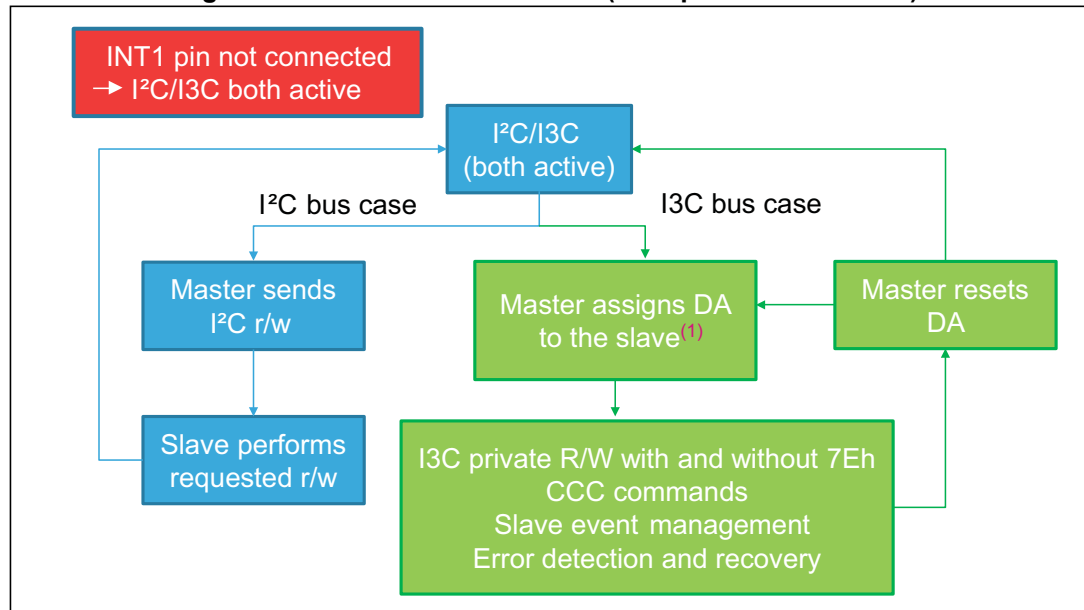 INT1 pin not connected
→ I²C/I3C both active
I²C/I3C
(both active)
I²C bus case
I3C bus case
Master sends
I²C r/w
Master assigns DA
to the slave(1)
Master resets
DA
Slave performs
requested r/w
I3C private R/W with and without 7Eh
CCC commands
Slave event management
Error detection and recovery